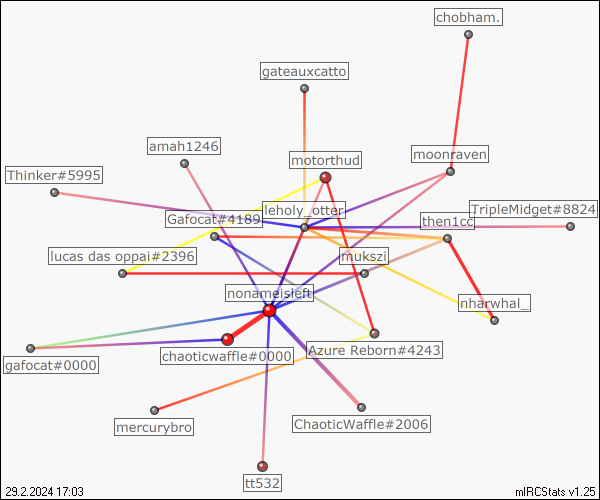 chobham.
gateauxcatto
amah1246
moonraven
motorthud
Thinker#5995
leholy_otter
TripleMidget#8824
Gafocat#4189
then1cc
lucas das oppai#2396
mukszi
nonameisleft
nharwhal_
chaoticwaffle#0000
Azure Reborn#4243
gafocat#0000
mercurybro
ChaoticWaffle#2006
tt532
29.2.2024 17:03
mIRCStats v1.25